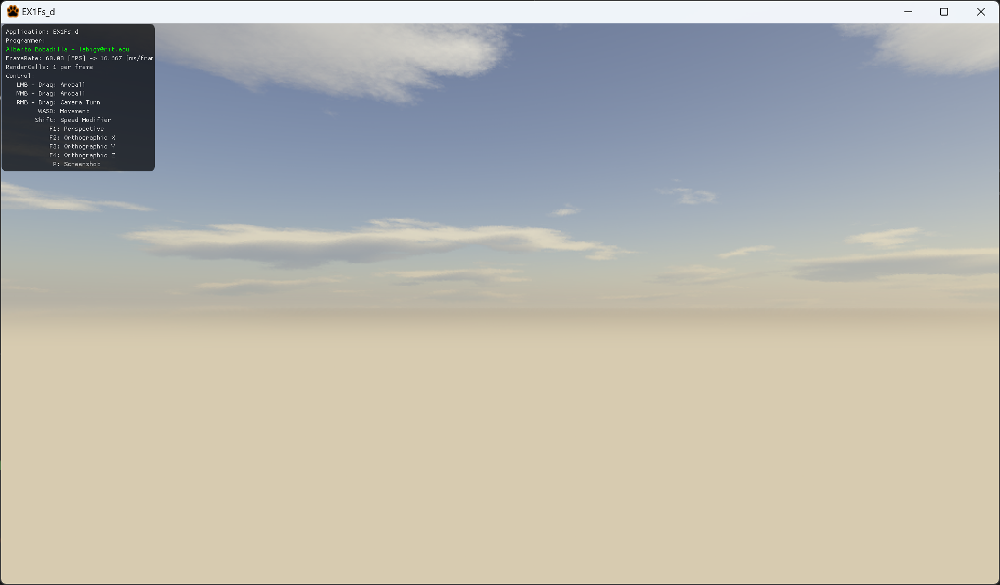 EX1Fs_d
Application: EX1Fs_d
Programmer:
Alberto Bobadilla - labigm@rit.edu
FrameRate: 60.00 [FPS] -> 16.667 [ms/fram
RenderCalls: 1 per frame
Control:
LMB + Drag: Arcball
MMB + Drag: Arcball
RMB + Drag: Camera Turn
WASD: Movement
Shift: Speed Modifier
F1: Perspective
F2: Orthographic X
F3: Orthographic Y
F4: Orthographic Z
P: Screenshot